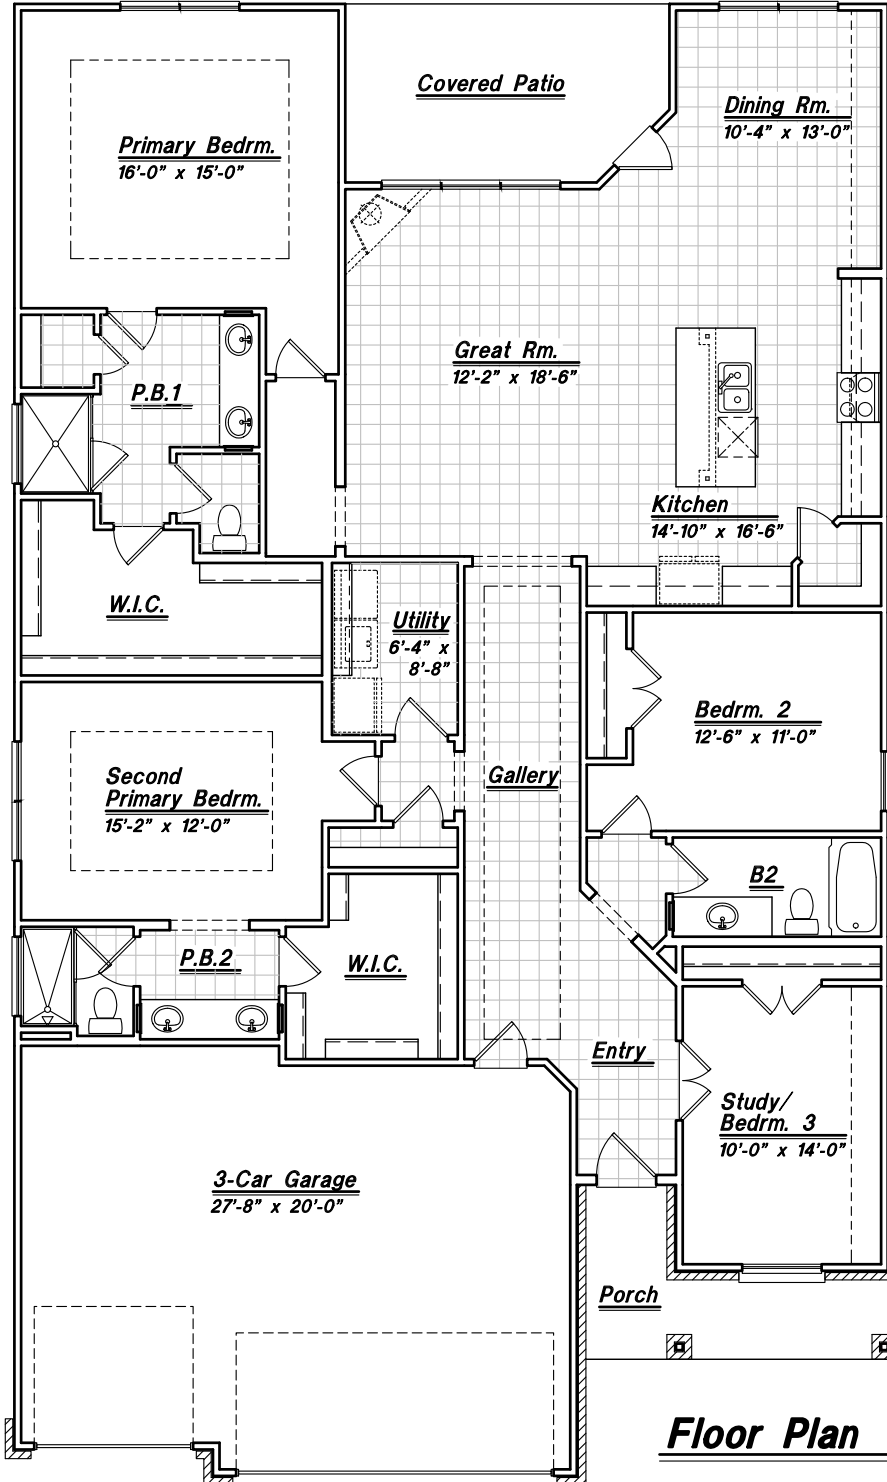 Covered Patio
Dining Rm.
10'-4" x 13'-0"
Primary Bedrm.
16'-0" x 15'-0"
Great Rm.
12'-2" x 18'-6"
P.B.1
Kitchen
14'-10" x 16'-6"
W.I.C.
Utility
6'-4" x
8'-8"
Bedrm. 2
12'-6" x 11'-0"
Second
Primary Bedrm.
15'-2" x 12'-0"
Gallery
B2
P.B.2
W.I.C.
Entry
Study/
Bedrm. 3
10'-0" x 14'-0"
3-Car Garage
27'-8" x 20'-0"
Porch
Floor Plan